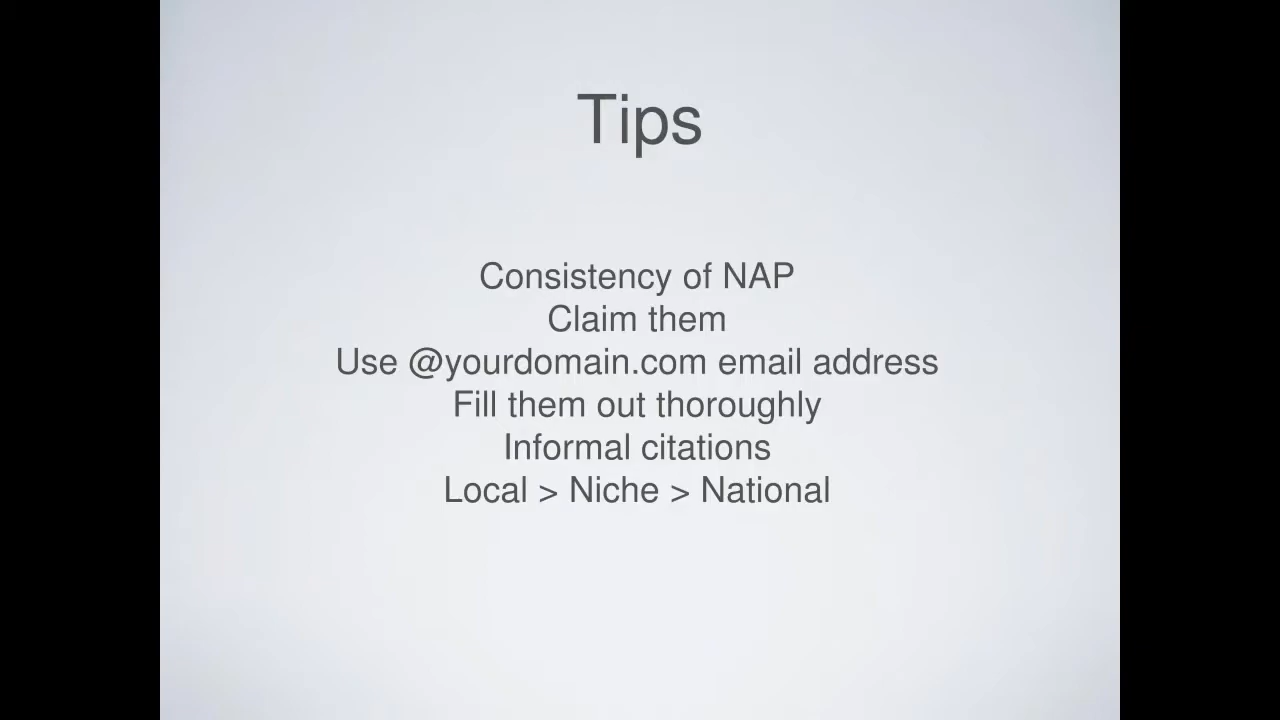 Tips
Consistency of NAP
Claim them
Use @yourdomain.com email address
Fill them out thoroughly
Informal citations
Local > Niche > National